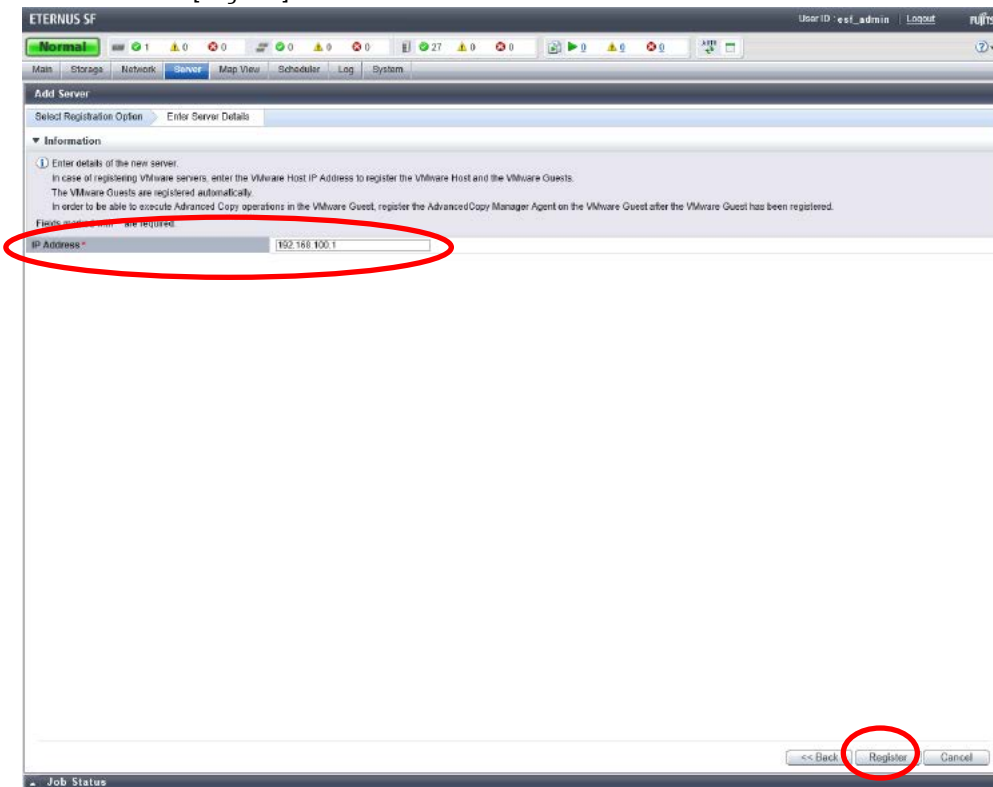 ETERNUS SF User ID : esf_admin Logout
Normal 1 0 0 0 0 0 27 0 0 0 0 0
Main Storage Network Server Map View Scheduler Log System
Add Server
Select Registration Option Enter Server Details
Information
Enter details of the new server.
In case of registering VMware servers, enter the VMware Host IP Address to register the VMware Host and the VMware Guests.
The VMware Guests are registered automatically.
In order to be able to execute Advanced Copy operations in the VMware Guest, register the AdvancedCopy Manager Agent on the VMware Guest after the VMware Guest has been registered.
Fields are required.
IP Address * 192.168.100.1
<< Back Register Cancel
Job Status